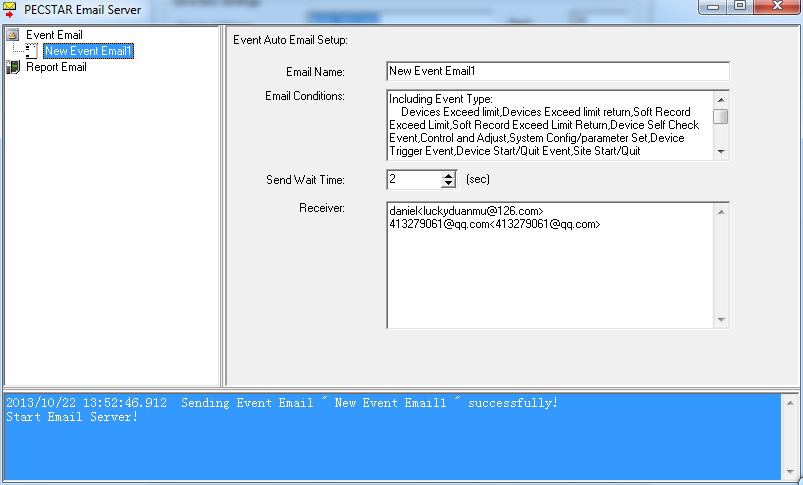 PECSTAR Email Server
Event Email
New Event Email1
Report Email
Event Auto Email Setup:
Email Name:
New Event Email1
Email Conditions:
Including Event Type:
Devices Exceed limit,Devices Exceed limit return,Soft Record
Exceed Limit,Soft Record Exceed Limit Return,Device Self Check
Event,Control and Adjust,System Config/parameter Set,Device
Trigger Event,Device Start/Quit Event,Site Start/Quit
Send Wait Time:
2
(sec)
Receiver:
daniel<luckyduanmu@126.com>
413279061@qq.com<413279061@qq.com>
2013/10/22 13:52:46.912  Sending Event Email " New Event Email1 " successfully!
Start Email Server!